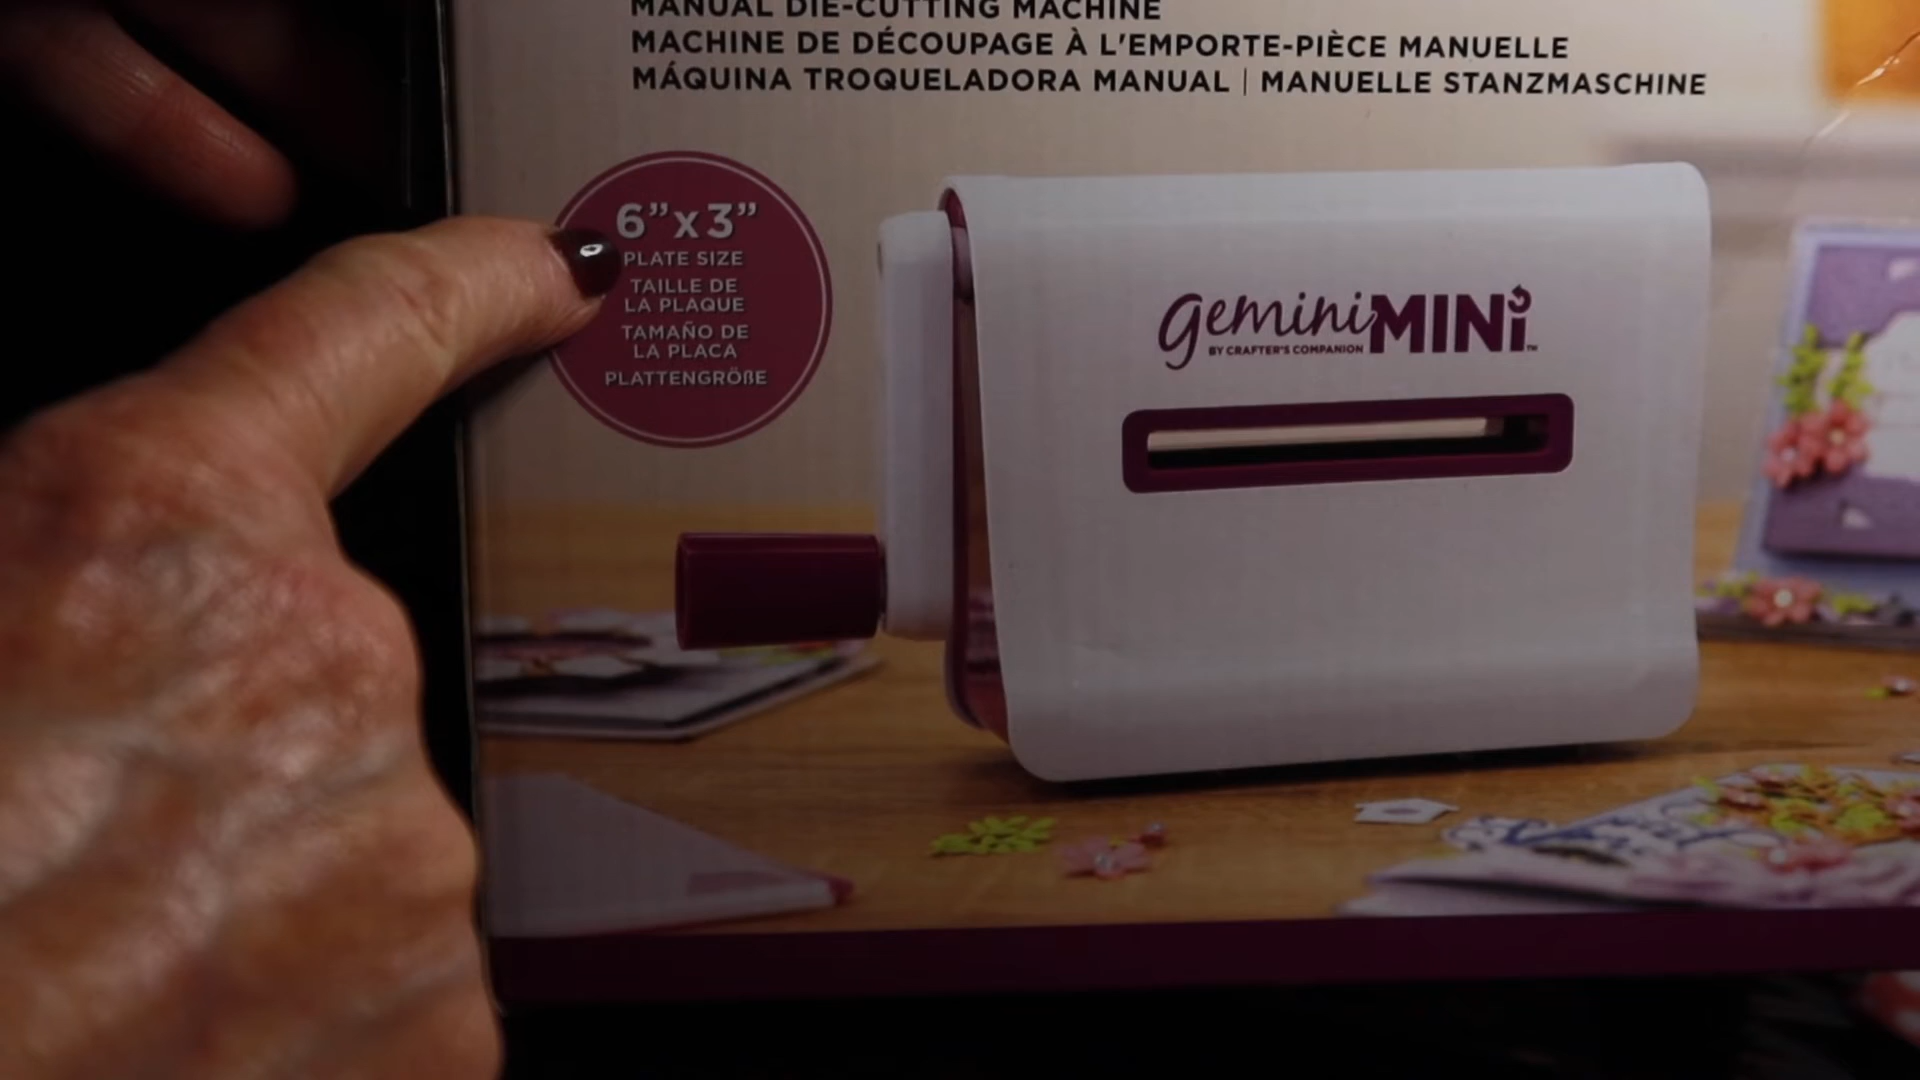 MANUAL DIE-CUTTING MACHINE
MACHINE DE DÉCOUPAGE À L'EMPORTE-PIÈCE MANUELLE
MÁQUINA TROQUELADORA MANUAL | MANUELLE STANZMASCHINE
6”x3”
PLATE SIZE
TAILLE DE
LA PLAQUE
TAMAÑO DE
LA PLACA
PLATTENGRÖßE
geminiMINi™
BY CRAFTER'S COMPANION